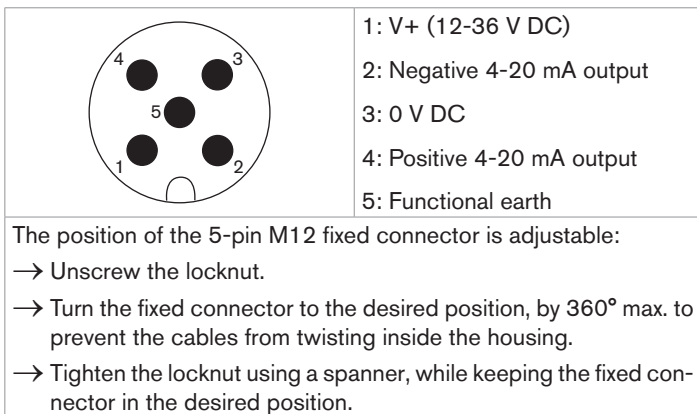 4
3
5
1
2
1: V+ (12-36 V DC)
2: Negative 4-20 mA output
3: 0 V DC
4: Positive 4-20 mA output
5: Functional earth
The position of the 5-pin M12 fixed connector is adjustable:
→ Unscrew the locknut.
→ Turn the fixed connector to the desired position, by 360° max. to
prevent the cables from twisting inside the housing.
→ Tighten the locknut using a spanner, while keeping the fixed con-
nector in the desired position.